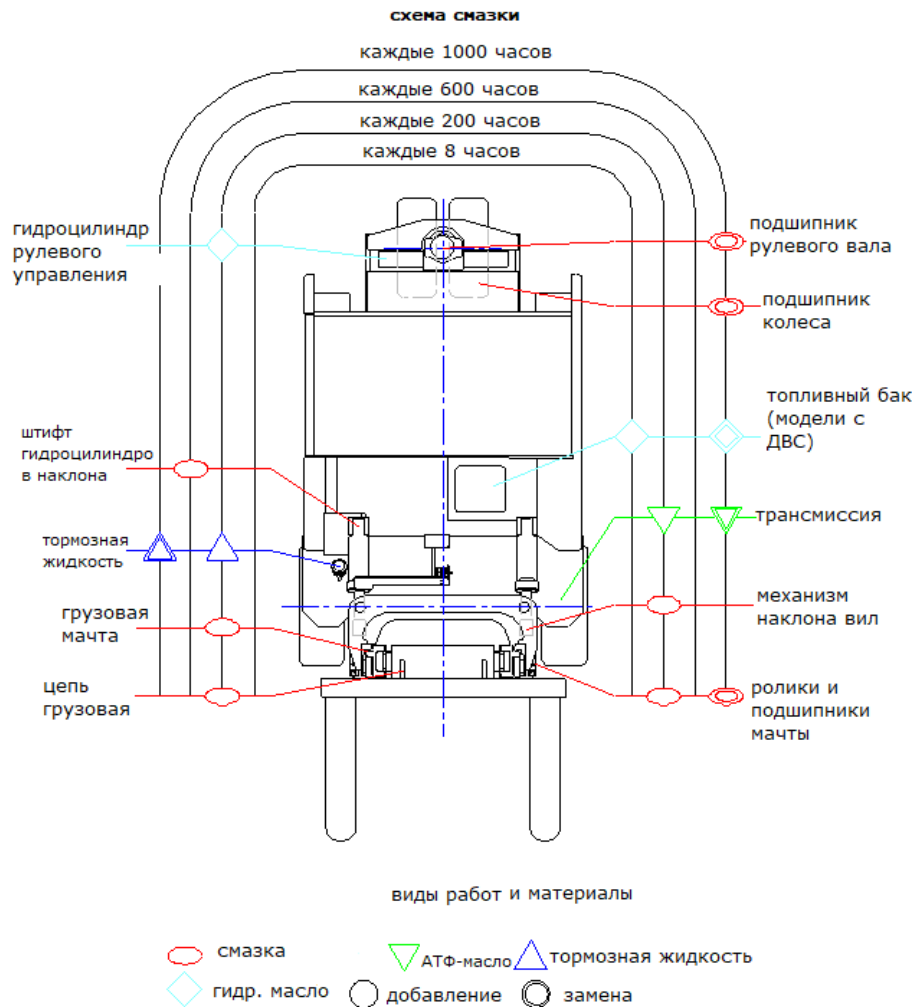 схема смазки
каждые 1000 часов
каждые 600 часов
каждые 200 часов
каждые 8 часов
гидроцилиндр
рулевого
управления
подшипник
рулевого вала
подшипник
колеса
топливный бак
(модели с
ДВС)
штифт
гидроцилиндро
в наклона
трансмиссия
тормозная
жидкость
механизм
наклона вил
грузовая
мачта
цепь
грузовая
ролики и
подшипники
мачты
виды работ и материалы
смазка
АТФ-масло
тормозная жидкость
гидр. масло
добавление
замена